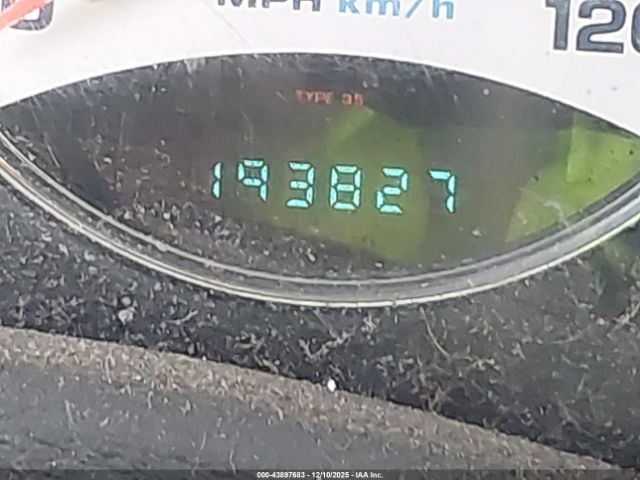 MPH km/h
120
TYPE 35
193827
000-43897683 - 12/10/2025 - IAA Inc.